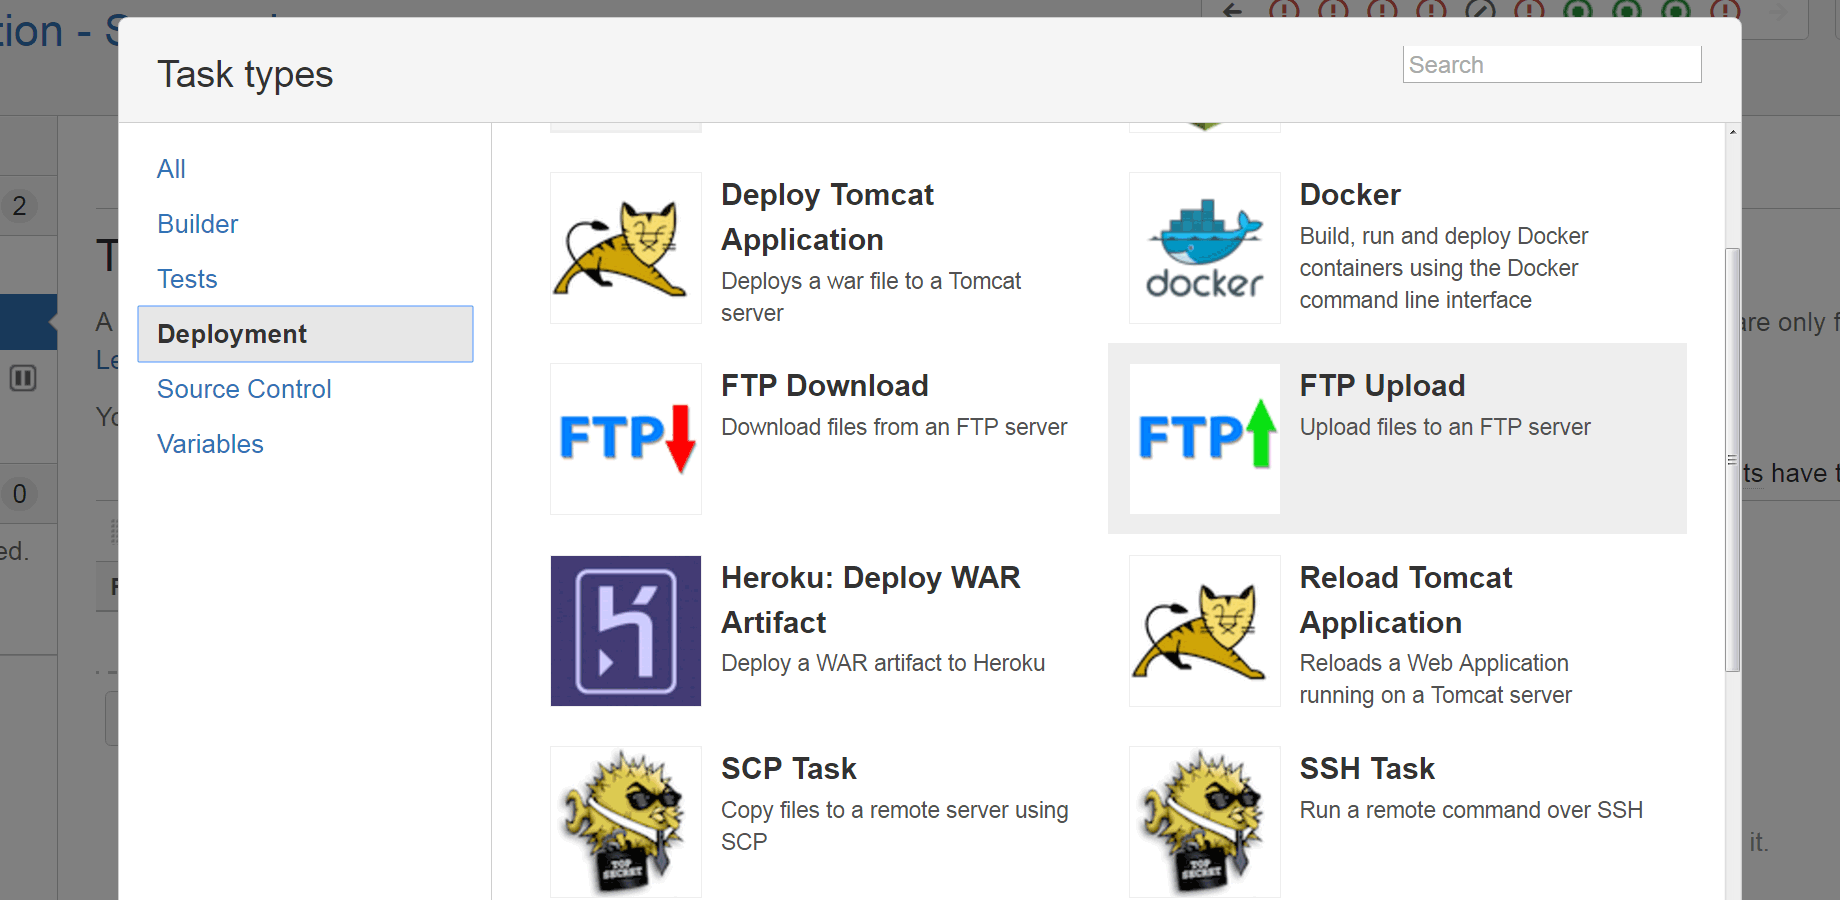 tion - S
Task types
Search
All
Builder
Tests
Deployment
Source Control
Variables
Deploy Tomcat
Application
Deploys a war file to a Tomcat
server
docker
Docker
Build, run and deploy Docker
containers using the Docker
command line interface
FTP
FTP Download
Download files from an FTP server
FTP
FTP Upload
Upload files to an FTP server
Heroku: Deploy WAR
Artifact
Deploy a WAR artifact to Heroku
Reload Tomcat
Application
Reloads a Web Application
running on a Tomcat server
TOP
SECRET
SCP Task
Copy files to a remote server using
SCP
TOP
SECRET
SSH Task
Run a remote command over SSH
2
T
A
Le
Yo
0
ed.
are only f
ts have t
it.